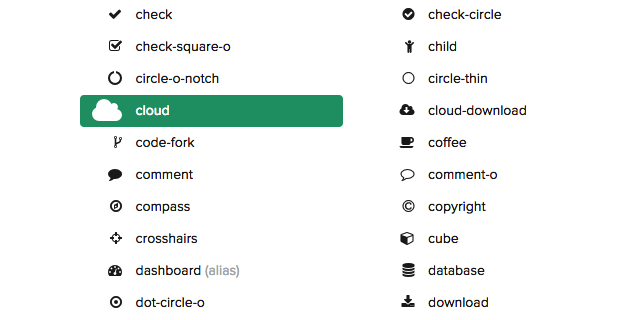 check
check-circle
check-square-o
child
circle-o-notch
circle-thin
cloud
cloud-download
code-fork
coffee
comment
comment-o
compass
copyright
crosshairs
cube
dashboard (alias)
database
dot-circle-o
download